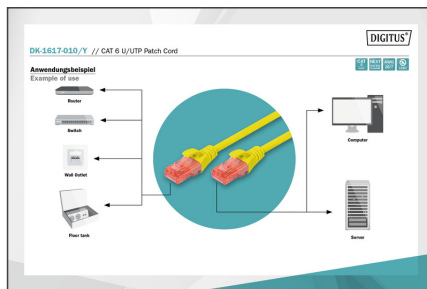 DIGITUS®
DK-1617-010/Y // CAT 6 U/UTP Patch Cord
Anwendungsbeispiel
Example of use
CAT
Router
Switch
Wall Outlet
Floor tank
Computer
Server